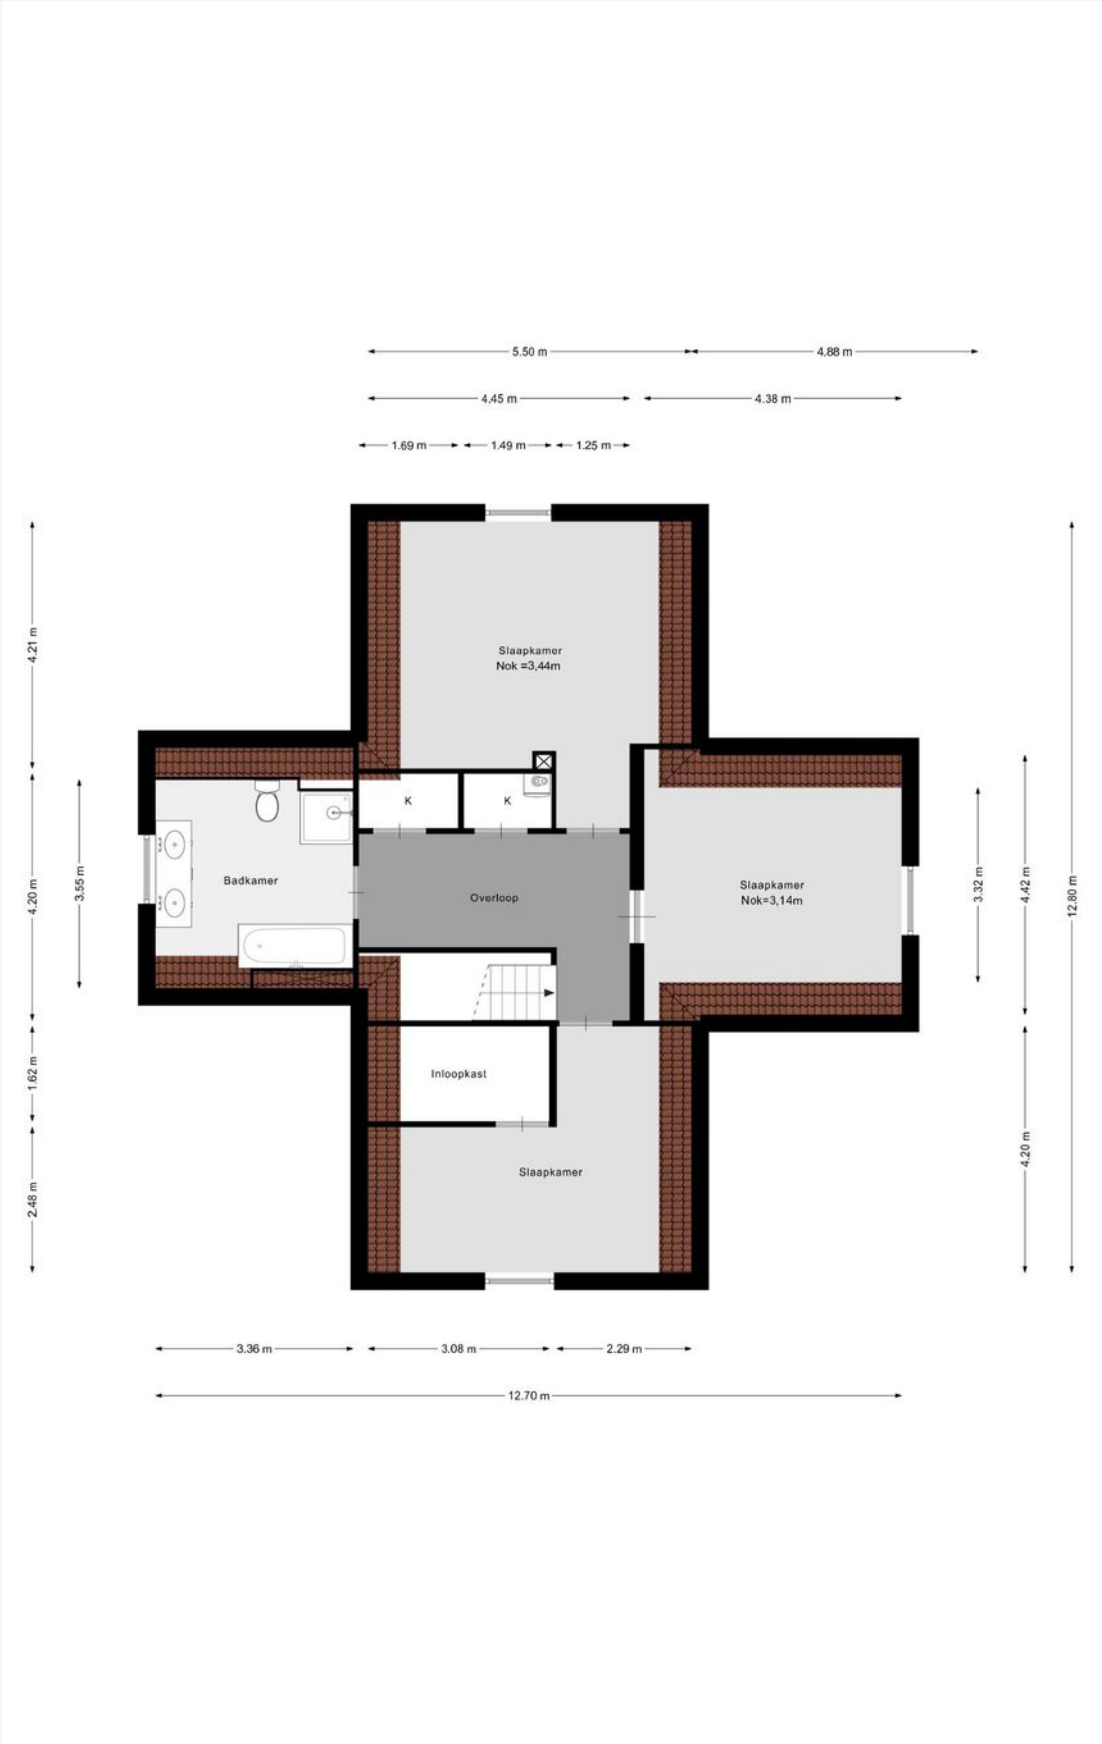 5.50 m
4.88 m
4.45 m
4.38 m
1.69 m
1.49 m
1.25 m
4.21 m
Slaapkamer
Nok =3,44m
K
K
4.20 m
3.55 m
Badkamer
Overloop
Slaapkamer
Nok=3,14m
3.32 m
4.42 m
12.80 m
1.62 m
Inloopkast
2.48 m
Slaapkamer
4.20 m
3.36 m
3.08 m
2.29 m
12.70 m